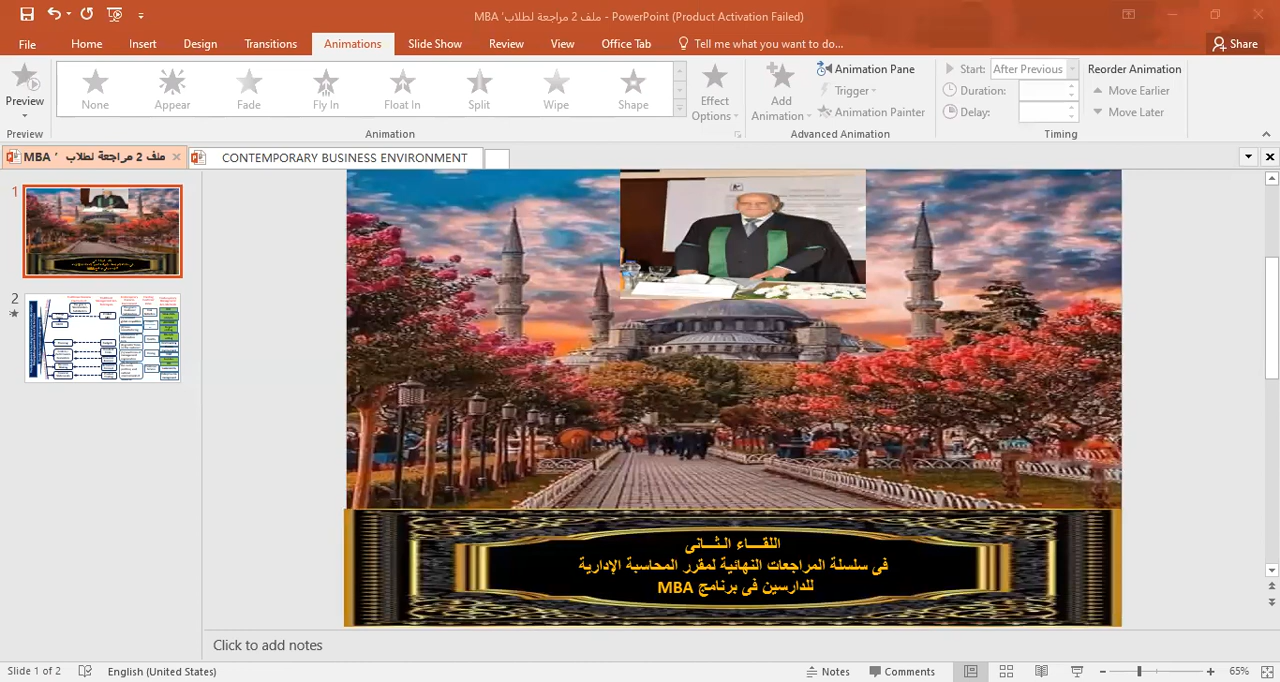 ملف 2 مراجعة لطلاب' MBA - PowerPoint (Product Activation Failed)
File Home Insert Design Transitions Animations Slide Show Review View Office Tab Tell me what you want to do... Share
Preview
None Appear Fade Fly In Float In Split Wipe Shape
Effect Options
Add Animation
Animation Pane
Trigger
Animation Painter
Start: After Previous
Duration:
Delay:
Reorder Animation
Move Earlier
Move Later
Preview Animation Advanced Animation Timing
ملف 2 مراجعة لطلاب ' MBA
CONTEMPORARY BUSINESS ENVIRONMENT
1
2
اللقـــاء الـثـــانى
فى سلسلة المراجعات النهائية لمقرر المحاسبة الإدارية
للدارسين فى برنامج MBA
Click to add notes
Slide 1 of 2 English (United States) Notes Comments 65%